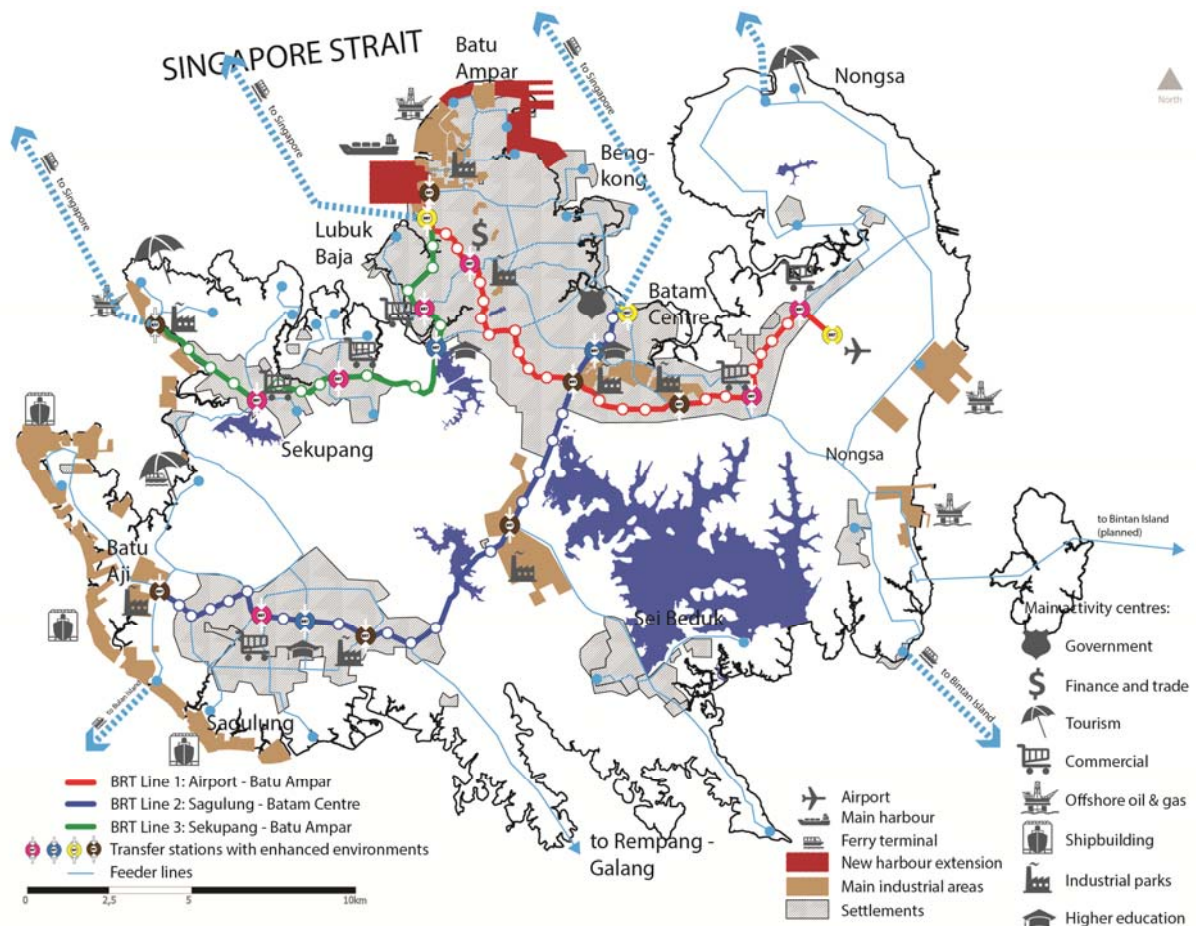 SINGAPORE STRAIT
Batu
Ampar
to Singapore
Nongsa
North
to Singapore
to Singapore
Beng-
kong
Lubuk
Baja
$
Batam
Centre
Sekupang
Nongsa
to Bintan Island
(planned)
Batu
Aji
Sei Beduk
to Bulan Island
to Bintan Island
Sagulung
to Rempang -
Galang
BRT Line 1: Airport - Batu Ampar
BRT Line 2: Sagulung - Batam Centre
BRT Line 3: Sekupang - Batu Ampar
Transfer stations with enhanced environments
Feeder lines
0
2,5
5
10km
Airport
Main harbour
Ferry terminal
New harbour extension
Main industrial areas
Settlements
Mainactivity centres:
Government
$ Finance and trade
Tourism
Commercial
Offshore oil & gas
Shipbuilding
Industrial parks
Higher education